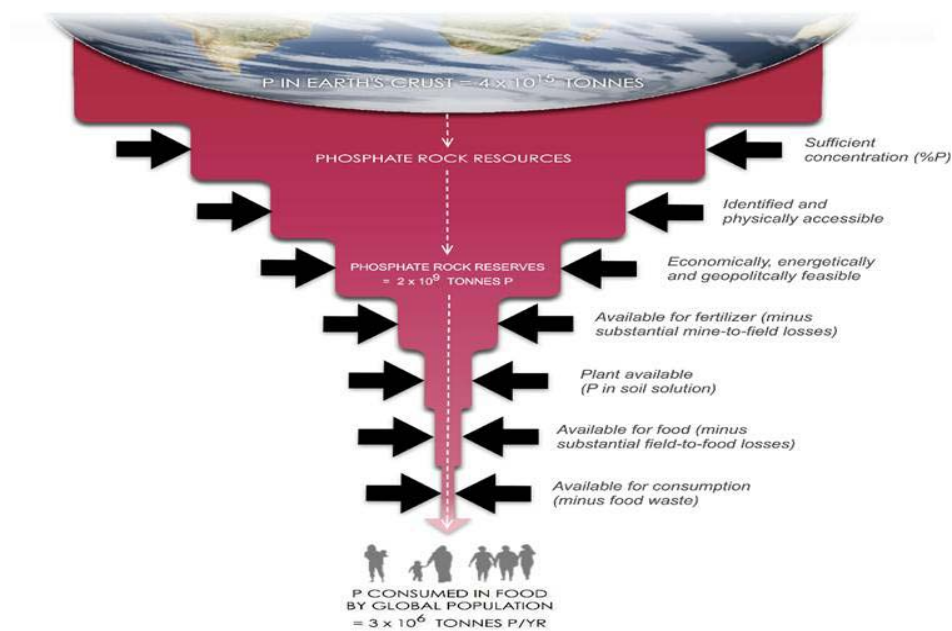 P IN EARTH'S CRUST = 4 x 10¹⁵ TONNES
PHOSPHATE ROCK RESOURCES
Sufficient
concentration (%P)
Identified and
physically accessible
PHOSPHATE ROCK RESERVES
= 2 x 10⁹ TONNES P
Economically, energetically
and geopolitcally feasible
Available for fertilizer (minus
substantial mine-to-field losses)
Plant available
(P in soil solution)
Available for food (minus
substantial field-to-food losses)
Available for consumption
(minus food waste)
P CONSUMED IN FOOD
BY GLOBAL POPULATION
= 3 x 10⁶ TONNES P/YR